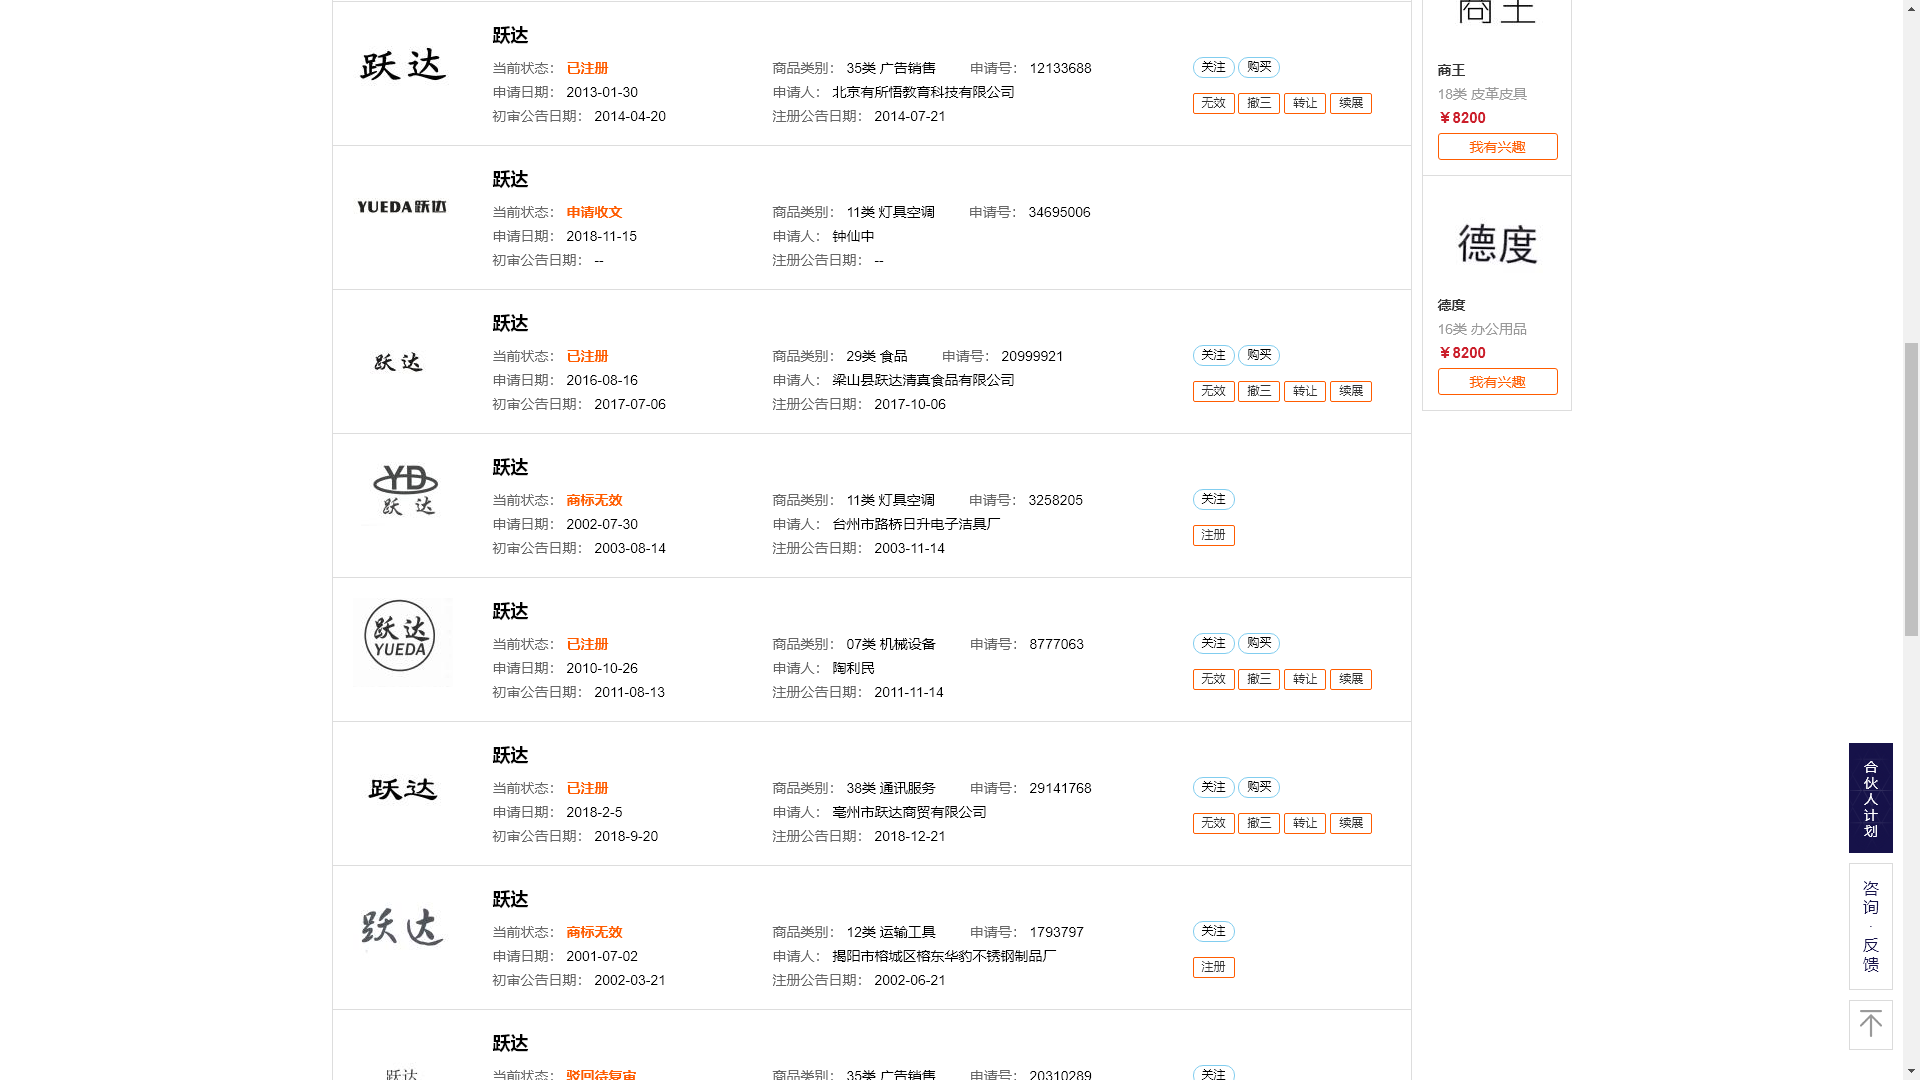 跃达
跃达
当前状态： 已注册 商品类别： 35类 广告销售 申请号： 12133688 关注 购买
申请日期： 2013-01-30 申请人： 北京有所悟教育科技有限公司 无效 撤三 转让 续展
初审公告日期： 2014-04-20 注册公告日期： 2014-07-21
跃达
YUEDA跃达
当前状态： 申请收文 商品类别： 11类 灯具空调 申请号： 34695006
申请日期： 2018-11-15 申请人： 钟仙中
初审公告日期： -- 注册公告日期： --
跃达
跃达
当前状态： 已注册 商品类别： 29类 食品 申请号： 20999921 关注 购买
申请日期： 2016-08-16 申请人： 梁山县跃达清真食品有限公司 无效 撤三 转让 续展
初审公告日期： 2017-07-06 注册公告日期： 2017-10-06
跃达
YD
跃达
当前状态： 商标无效 商品类别： 11类 灯具空调 申请号： 3258205 关注
申请日期： 2002-07-30 申请人： 台州市路桥日升电子洁具厂 注册
初审公告日期： 2003-08-14 注册公告日期： 2003-11-14
跃达
跃达
YUEDA
当前状态： 已注册 商品类别： 07类 机械设备 申请号： 8777063 关注 购买
申请日期： 2010-10-26 申请人： 陶利民 无效 撤三 转让 续展
初审公告日期： 2011-08-13 注册公告日期： 2011-11-14
跃达
跃达
当前状态： 已注册 商品类别： 38类 通讯服务 申请号： 29141768 关注 购买
申请日期： 2018-2-5 申请人： 亳州市跃达商贸有限公司 无效 撤三 转让 续展
初审公告日期： 2018-9-20 注册公告日期： 2018-12-21
跃达
跃达
当前状态： 商标无效 商品类别： 12类 运输工具 申请号： 1793797 关注
申请日期： 2001-07-02 申请人： 揭阳市榕城区榕东华豹不锈钢制品厂 注册
初审公告日期： 2002-03-21 注册公告日期： 2002-06-21
跃达
跃达
当前状态： 驳回待复审 商品类别： 35类 广告销售 申请号： 20310289 关注
商王
商王
18类 皮革皮具
￥8200
我有兴趣
德度
德度
16类 办公用品
￥8200
我有兴趣
合伙人计划
咨询·反馈